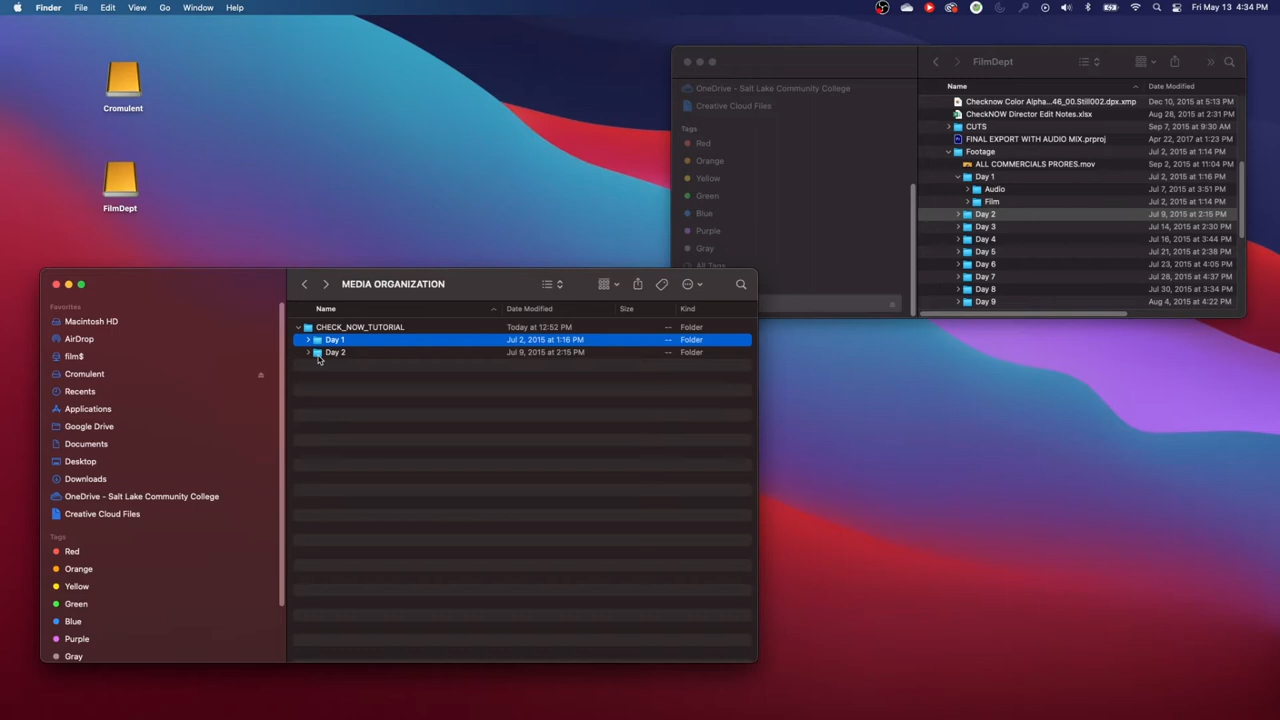 Finder File Edit View Go Window Help Fri May 13 4:34 PM
Cromulent
FilmDept
FilmDept
OneDrive - Salt Lake Community College
Creative Cloud Files
Tags
Red
Orange
Yellow
Green
Blue
Purple
Gray
All Tags
Name Date Modified
Checknow Color Alpha...46_00.Still002.dpx.xmp Dec 10, 2015 at 5:13 PM
CheckNOW Director Edit Notes.xlsx Aug 28, 2015 at 2:31 PM
CUTS Sep 7, 2015 at 9:30 AM
FINAL EXPORT WITH AUDIO MIX.prproj Apr 22, 2017 at 1:23 PM
Footage Jul 2, 2015 at 1:14 PM
ALL COMMERCIALS PRORES.mov Sep 2, 2015 at 11:04 PM
Day 1 Jul 2, 2015 at 1:16 PM
Audio Jul 7, 2015 at 3:51 PM
Film Jul 2, 2015 at 1:14 PM
Day 2 Jul 9, 2015 at 2:15 PM
Day 3 Jul 14, 2015 at 2:30 PM
Day 4 Jul 16, 2015 at 3:44 PM
Day 5 Jul 21, 2015 at 2:38 PM
Day 6 Jul 23, 2015 at 4:05 PM
Day 7 Jul 28, 2015 at 4:37 PM
Day 8 Jul 30, 2015 at 2:39 PM
Day 9 Aug 4, 2015 at 4:22 PM
MEDIA ORGANIZATION
Favorites
Macintosh HD
AirDrop
film$
Cromulent
Recents
Applications
Google Drive
Documents
Desktop
Downloads
OneDrive - Salt Lake Community College
Creative Cloud Files
Tags
Red
Orange
Yellow
Green
Blue
Purple
Gray
Name Date Modified Size Kind
CHECK_NOW_TUTORIAL Today at 12:52 PM -- Folder
Day 1 Jul 2, 2015 at 1:16 PM -- Folder
Day 2 Jul 9, 2015 at 2:15 PM -- Folder